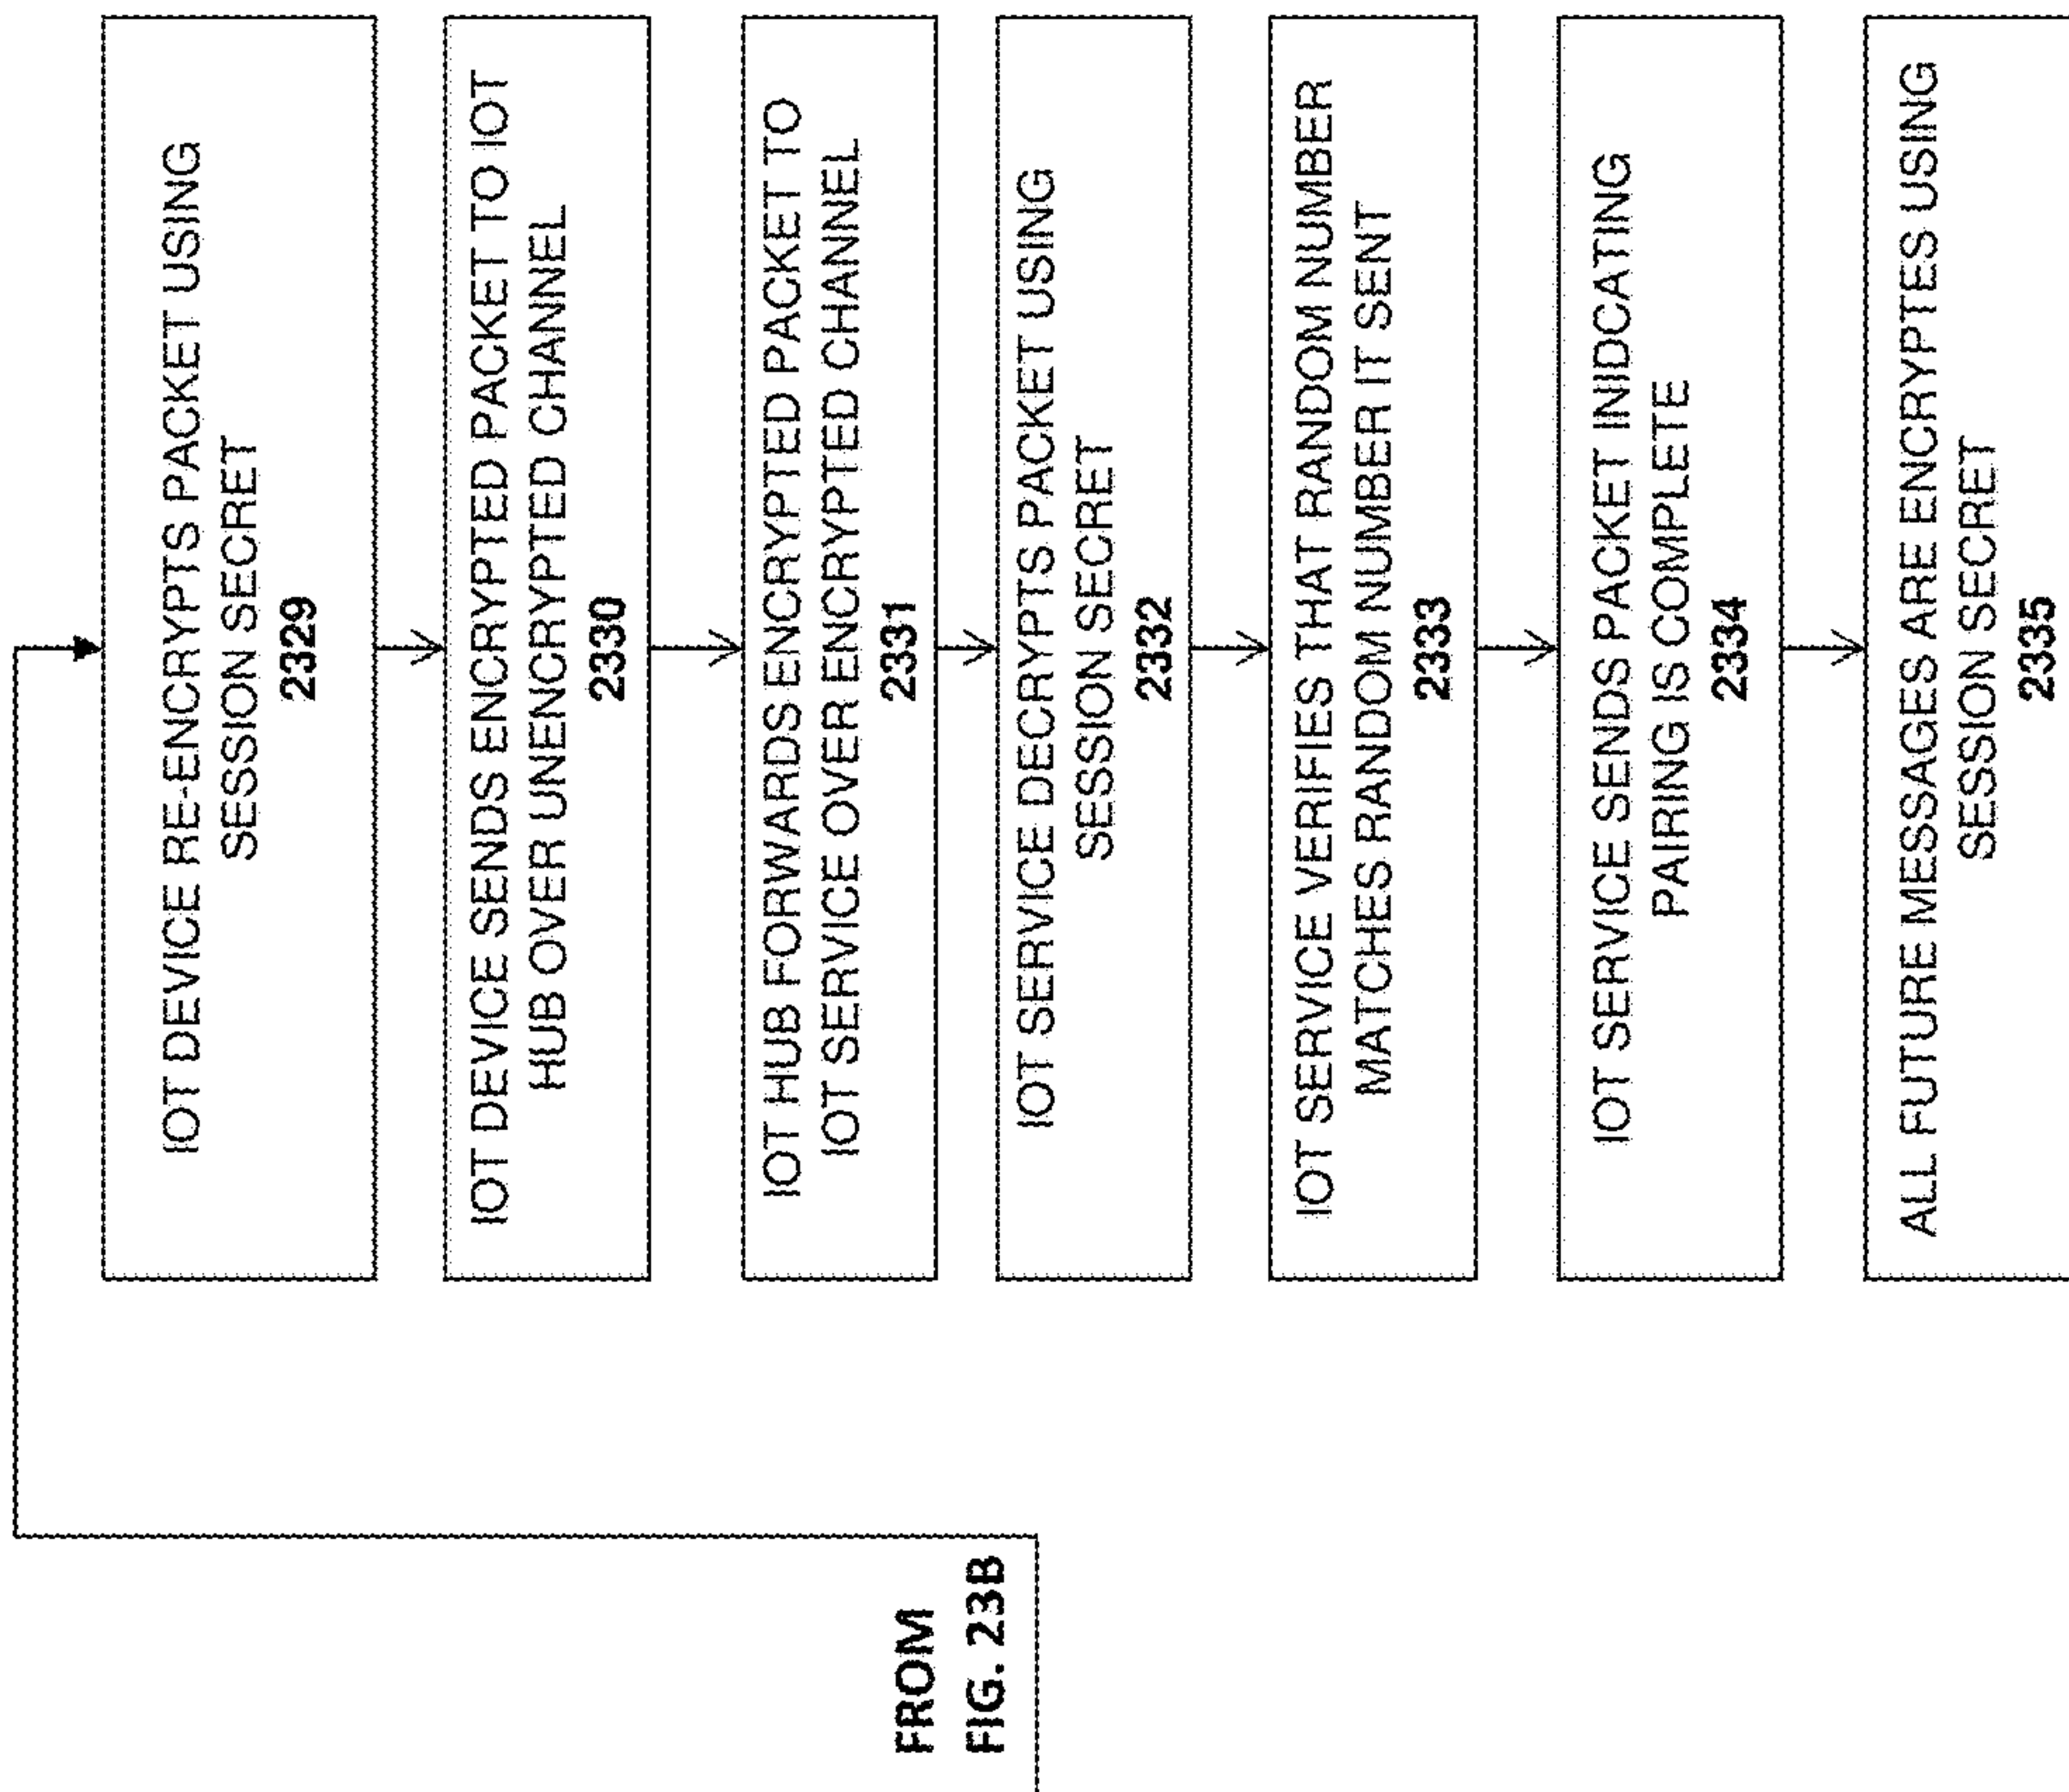 IOT DEVICE RE-ENCRYPTS PACKET USING
SESSION SECRET
2329
IOT DEVICE SENDS ENCRYPTED PACKET TO IOT
HUB OVER UNENCRYPTED CHANNEL
2330
IOT HUB FORWARDS ENCRYPTED PACKET TO
IOT SERVICE OVER ENCRYPTED CHANNEL
2331
IOT SERVICE DECRYPTS PACKET USING
SESSION SECRET
2332
IOT SERVICE VERIFIES THAT RANDOM NUMBER
MATCHES RANDOM NUMBER IT SENT
2333
IOT SERVICE SENDS PACKET INIDCATING
PAIRING IS COMPLETE
2334
ALL FUTURE MESSAGES ARE ENCRYPTES USING
SESSION SECRET
2335
FROM
FIG. 23B